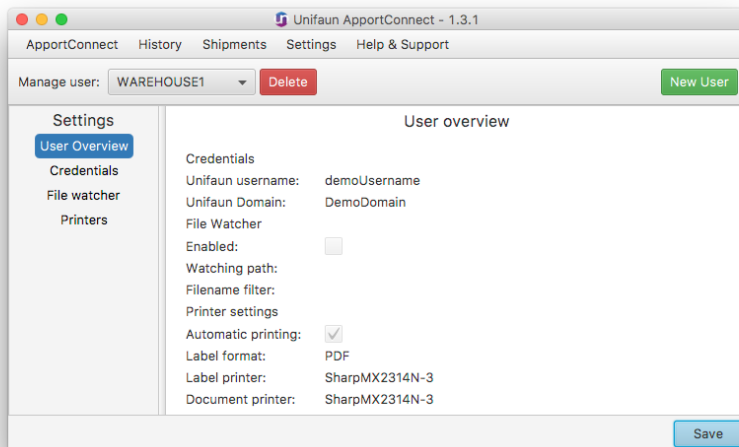 Unifaun ApportConnect - 1.3.1
ApportConnect History Shipments Settings Help & Support
Manage user: WAREHOUSE1 Delete New User
Settings
User Overview
Credentials
File watcher
Printers
User overview
Credentials
Unifaun username: demoUsername
Unifaun Domain: DemoDomain
File Watcher
Enabled:
Watching path:
Filename filter:
Printer settings
Automatic printing:
Label format: PDF
Label printer: SharpMX2314N-3
Document printer: SharpMX2314N-3
Save